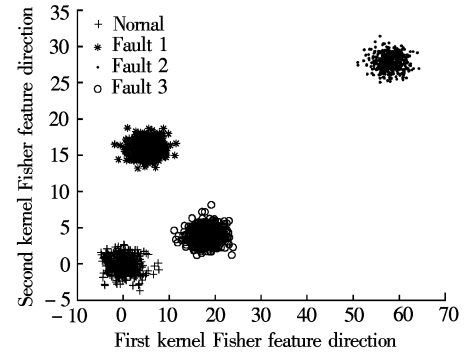 35
30
25
20
15
10
5
0
-5
Second kernel Fisher feature direction
+ Nornal
* Fault 1
· Fault 2
○ Fault 3
-10 0 10 20 30 40 50 60 70
First kernel Fisher feature direction